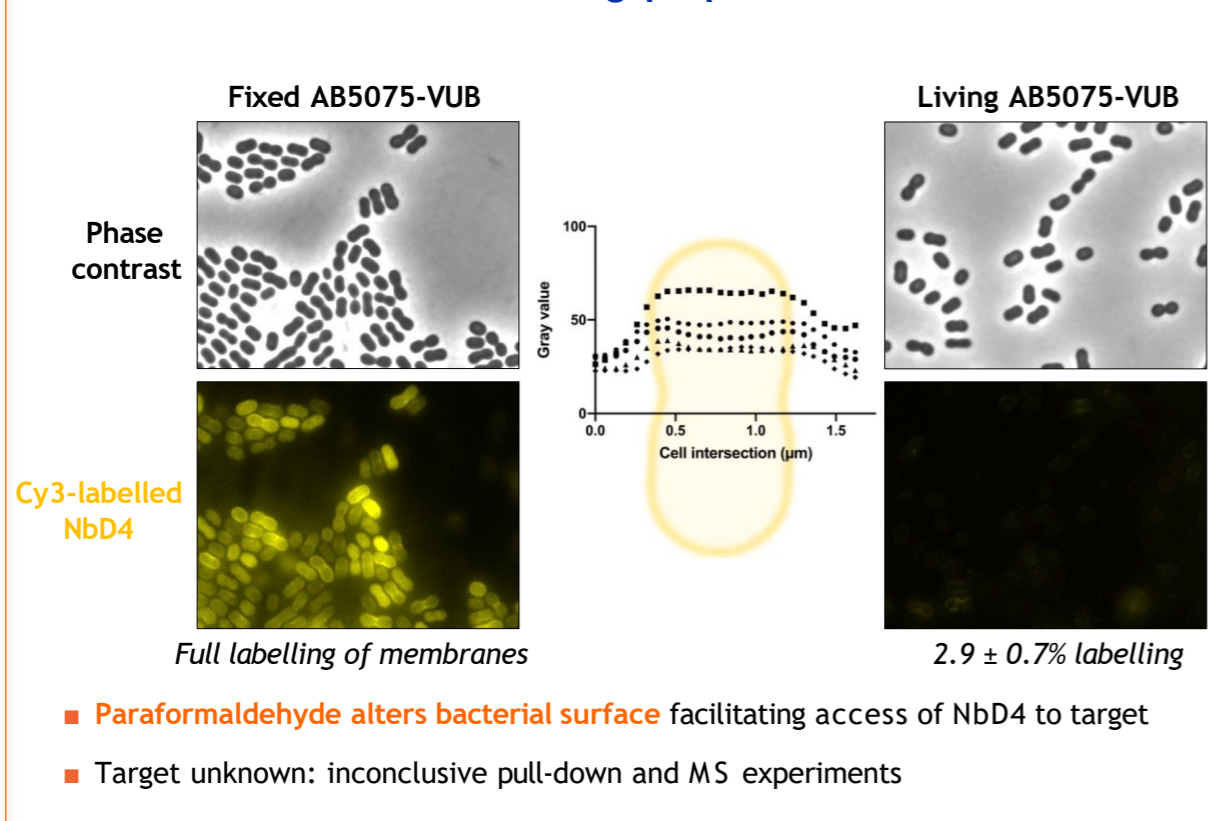 Fixed AB5075-VUB
Living AB5075-VUB
Phase
contrast
100
50
0
Gray value
0.0 0.5 1.0 1.5
Cell intersection (µm)
Cy3-labelled
NbD4
Full labelling of membranes
2.9 ± 0.7% labelling
Paraformaldehyde alters bacterial surface facilitating access of NbD4 to target
Target unknown: inconclusive pull-down and MS experiments